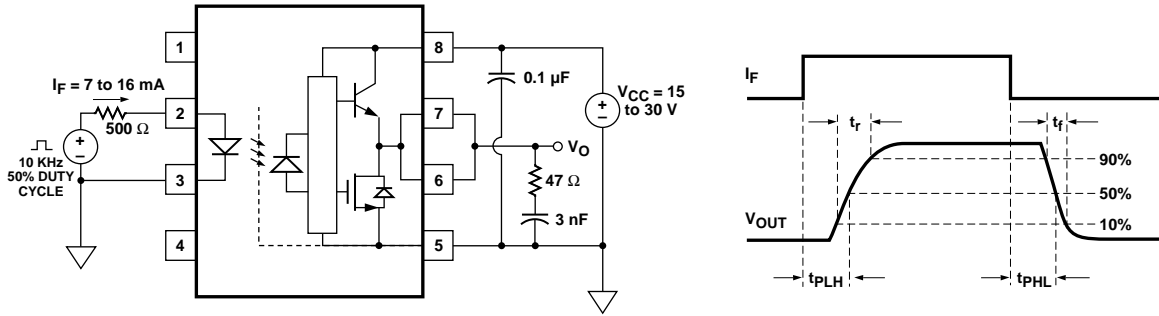 1
I_F = 7 to 16 mA
500 Ω
2
10 KHz
50% DUTY
CYCLE
3
4
8
7
6
5
0.1 µF
V_CC = 15
to 30 V
V_O
47 Ω
3 nF
I_F
t_r
t_f
90%
50%
10%
V_OUT
t_PLH
t_PHL